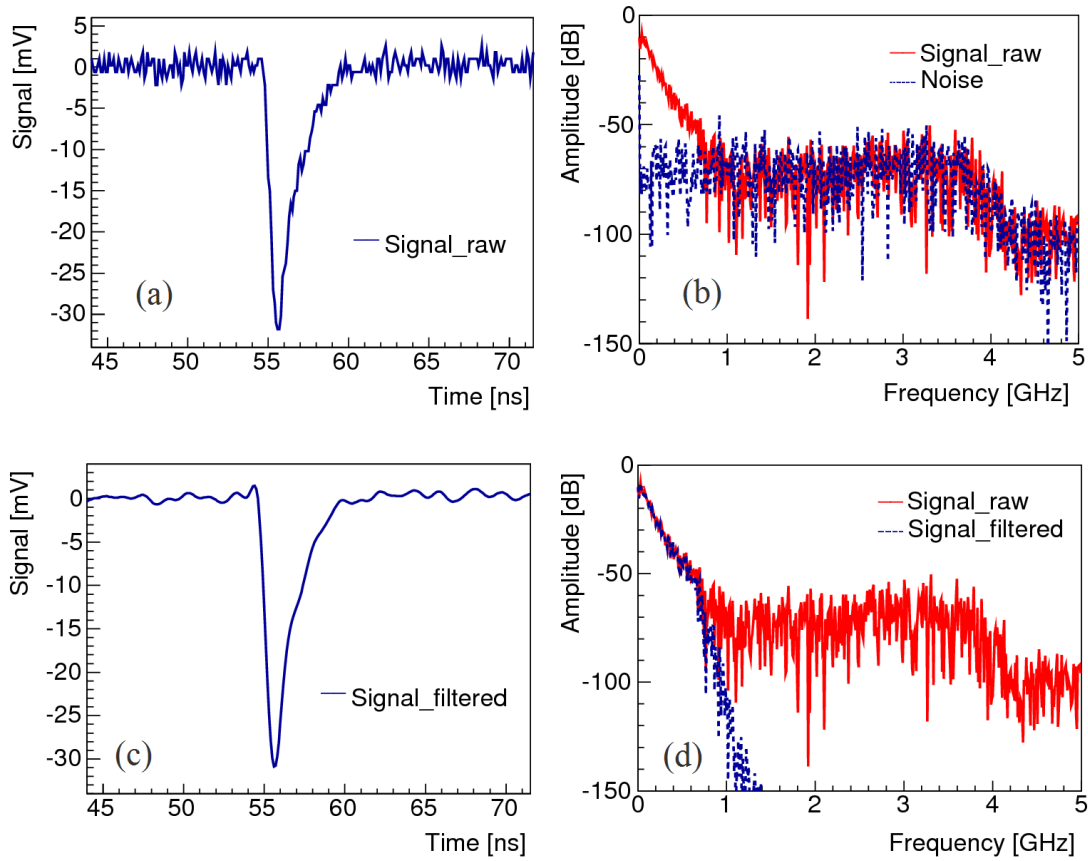 Signal [mV]
5
0
-5
-10
-15
-20
-25
-30
Signal_raw
(a)
45 50 55 60 65 70
Time [ns]
Amplitude [dB]
0
-50
-100
-150
Signal_raw
Noise
(b)
0 1 2 3 4 5
Frequency [GHz]
Signal [mV]
0
-5
-10
-15
-20
-25
-30
Signal_filtered
(c)
45 50 55 60 65 70
Time [ns]
Amplitude [dB]
0
-50
-100
-150
Signal_raw
Signal_filtered
(d)
0 1 2 3 4 5
Frequency [GHz]